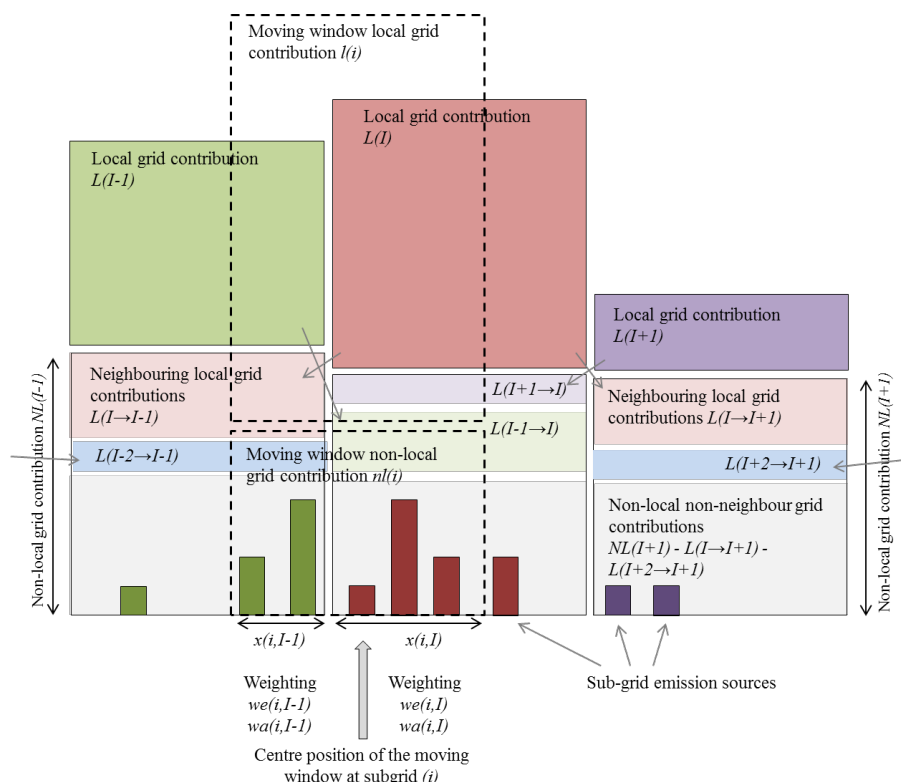 Moving window local grid
contribution l(i)
Local grid contribution
L(I)
Local grid contribution
L(I-1)
Local grid contribution
L(I+1)
Neighbouring local grid
contributions
L(I→I-1)
L(I+1→I)
Neighbouring local grid
contributions L(I→I+1)
L(I-1→I)
L(I-2→I-1)
Moving window non-local
grid contribution nl(i)
L(I+2→I+1)
Non-local non-neighbour grid
contributions
NL(I+1) - L(I→I+1) -
L(I+2→I+1)
Non-local grid contribution NL(I-1)
Non-local grid contribution NL(I+1)
x(i,I-1)
x(i,I)
Weighting
we(i,I-1)
wa(i,I-1)
Weighting
we(i,I)
wa(i,I)
Sub-grid emission sources
Centre position of the moving
window at subgrid (i)